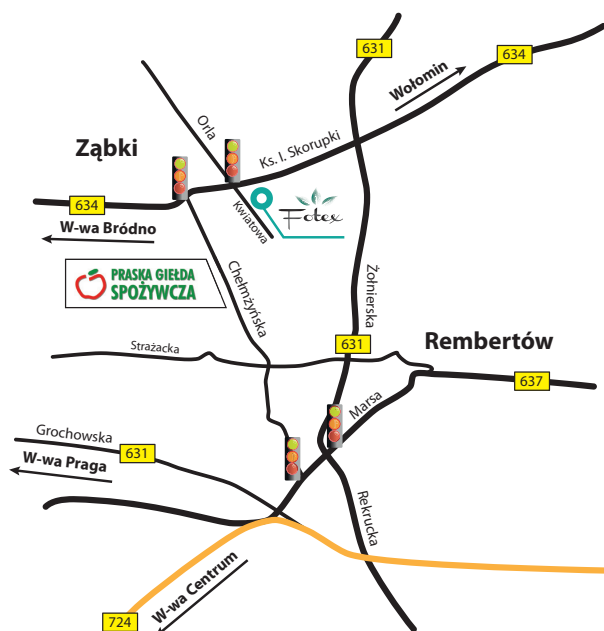 631
634
Wołomin
Orla
Ząbki
Ks. I. Skorupki
634
W-wa Bródno
Kwiatowa
Fotex
PRASKA GIEŁDA
SPOŻYWCZA
Chełmżyńska
Żołnierska
Strażacka
631
Rembertów
637
Marsa
Grochowska
631
W-wa Praga
Rekrucka
W-wa Centrum
724